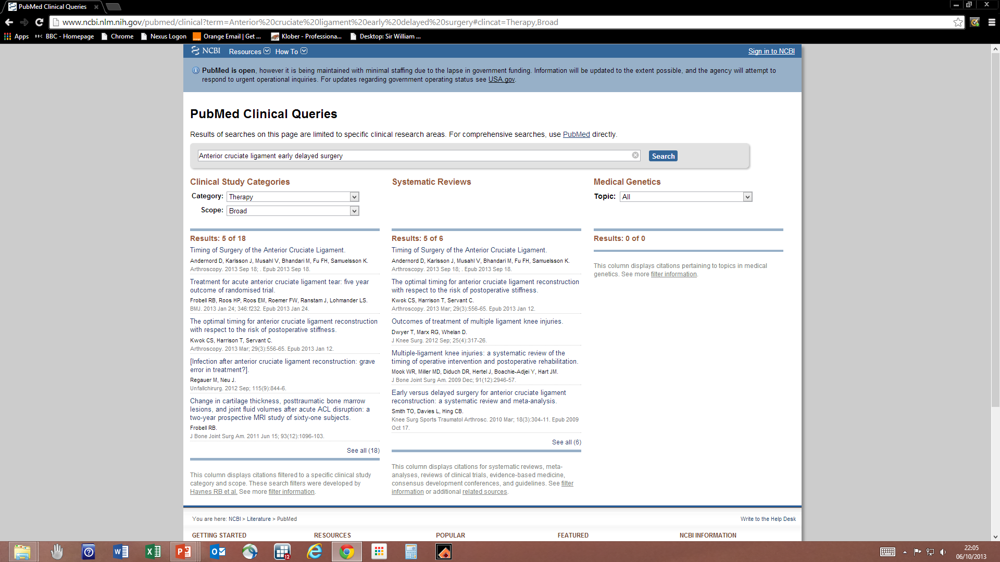 PubMed Clinical Queries
www.ncbi.nlm.nih.gov/pubmed/clinical?term=Anterior%20cruciate%20ligament%20early%20delayed%20surgery#clincat=Therapy,Broad
Apps BBC BBC - Homepage Chrome Nexus Logon Orange Email | Get ... Klober - Professiona... Desktop: Sir William ...
NCBI Resources How To Sign in to NCBI
PubMed is open, however it is being maintained with minimal staffing due to the lapse in government funding. Information will be updated to the extent possible, and the agency will attempt to
respond to urgent operational inquiries. For updates regarding government operating status see USA.gov.
PubMed Clinical Queries
Results of searches on this page are limited to specific clinical research areas. For comprehensive searches, use PubMed directly.
Anterior cruciate ligament early delayed surgery Search
Clinical Study Categories
Category: Therapy
Scope: Broad
Results: 5 of 18
Timing of Surgery of the Anterior Cruciate Ligament.
Andernord D, Karlsson J, Musahl V, Bhandari M, Fu FH, Samuelsson K.
Arthroscopy. 2013 Sep 18; . Epub 2013 Sep 18.
Treatment for acute anterior cruciate ligament tear: five year
outcome of randomised trial.
Frobell RB, Roos HP, Roos EM, Roemer FW, Ranstam J, Lohmander LS.
BMJ. 2013 Jan 24; 346:f232. Epub 2013 Jan 24.
The optimal timing for anterior cruciate ligament reconstruction
with respect to the risk of postoperative stiffness.
Kwok CS, Harrison T, Servant C.
Arthroscopy. 2013 Mar; 29(3):556-65. Epub 2013 Jan 12.
[Infection after anterior cruciate ligament reconstruction: grave
error in treatment?].
Regauer M, Neu J.
Unfallchirurg. 2012 Sep; 115(9):844-6.
Change in cartilage thickness, posttraumatic bone marrow
lesions, and joint fluid volumes after acute ACL disruption: a
two-year prospective MRI study of sixty-one subjects.
Frobell RB.
J Bone Joint Surg Am. 2011 Jun 15; 93(12):1096-103.
See all (18)
This column displays citations filtered to a specific clinical study
category and scope. These search filters were developed by
Haynes RB et al. See more filter information.
Systematic Reviews
Results: 5 of 6
Timing of Surgery of the Anterior Cruciate Ligament.
Andernord D, Karlsson J, Musahl V, Bhandari M, Fu FH, Samuelsson K.
Arthroscopy. 2013 Sep 18; . Epub 2013 Sep 18.
The optimal timing for anterior cruciate ligament reconstruction
with respect to the risk of postoperative stiffness.
Kwok CS, Harrison T, Servant C.
Arthroscopy. 2013 Mar; 29(3):556-65. Epub 2013 Jan 12.
Outcomes of treatment of multiple ligament knee injuries.
Dwyer T, Marx RG, Whelan D.
J Knee Surg. 2012 Sep; 25(4):317-26.
Multiple-ligament knee injuries: a systematic review of the
timing of operative intervention and postoperative rehabilitation.
Mook WR, Miller MD, Diduch DR, Hertel J, Boachie-Adjei Y, Hart JM.
J Bone Joint Surg Am. 2009 Dec; 91(12):2946-57.
Early versus delayed surgery for anterior cruciate ligament
reconstruction: a systematic review and meta-analysis.
Smith TO, Davies L, Hing CB.
Knee Surg Sports Traumatol Arthrosc. 2010 Mar; 18(3):304-11. Epub 2009
Oct 17.
See all (6)
This column displays citations for systematic reviews, meta-
analyses, reviews of clinical trials, evidence-based medicine,
consensus development conferences, and guidelines. See filter
information or additional related sources.
Medical Genetics
Topic: All
Results: 0 of 0
This column displays citations pertaining to topics in medical
genetics. See more filter information.
You are here: NCBI > Literature > PubMed Write to the Help Desk
GETTING STARTED RESOURCES POPULAR FEATURED NCBI INFORMATION
12
22:05
06/10/2013